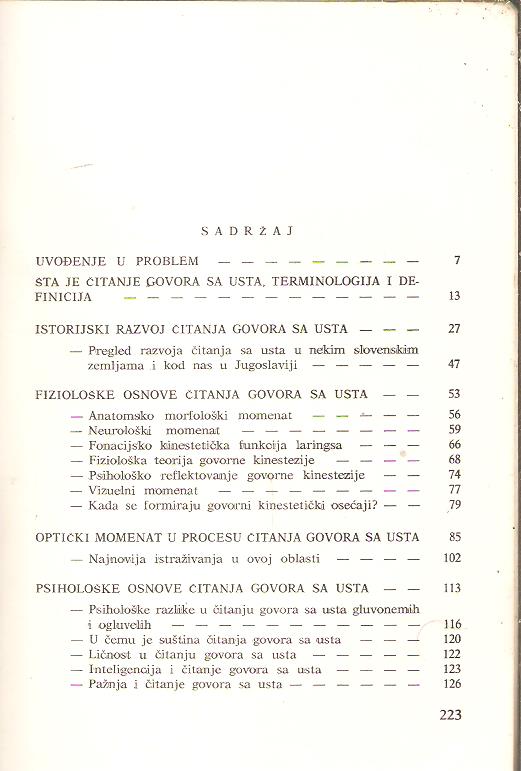 SADRŽAJ
UVOĐENJE U PROBLEM — — — — — — — — — 7
ŠTA JE ČITANJE GOVORA SA USTA, TERMINOLOGIJA I DE-
FINICIJA — — — — — — — — — — — — — 13
ISTORIJSKI RAZVOJ ČITANJA GOVORA SA USTA — — — 27
— Pregled razvoja čitanja sa usta u nekim slovenskim
zemljama i kod nas u Jugoslaviji — — — — — 47
FIZIOLOŠKE OSNOVE ČITANJA GOVORA SA USTA — — 53
— Anatomsko morfološki momenat — — — — — 56
— Neurološki momenat — — — — — — — — 59
— Fonacijsko kinestetička funkcija laringsa — — — 66
— Fiziološka teorija govorne kinestezije — — — — 68
— Psihološko reflektovanje govorne kinestezije — — 74
— Vizuelni momenat — — — — — — — — — 77
— Kada se formiraju govorni kinestetički osećaji? — — 79
OPTIČKI MOMENAT U PROCESU ČITANJA GOVORA SA USTA 85
— Najnovija istraživanja u ovoj oblasti — — — — 102
PSIHOLOŠKE OSNOVE ČITANJA GOVORA SA USTA — — 113
— Psihološke razlike u čitanju govora sa usta gluvonemih
i ogluvelih — — — — — — — — — — — 116
— U čemu je suština čitanja govora sa usta — — — 120
— Ličnost u čitanju govora sa usta — — — — — 122
— Inteligencija i čitanje govora sa usta — — — — 123
— Pažnja i čitanje govora sa usta — — — — — — 126
223